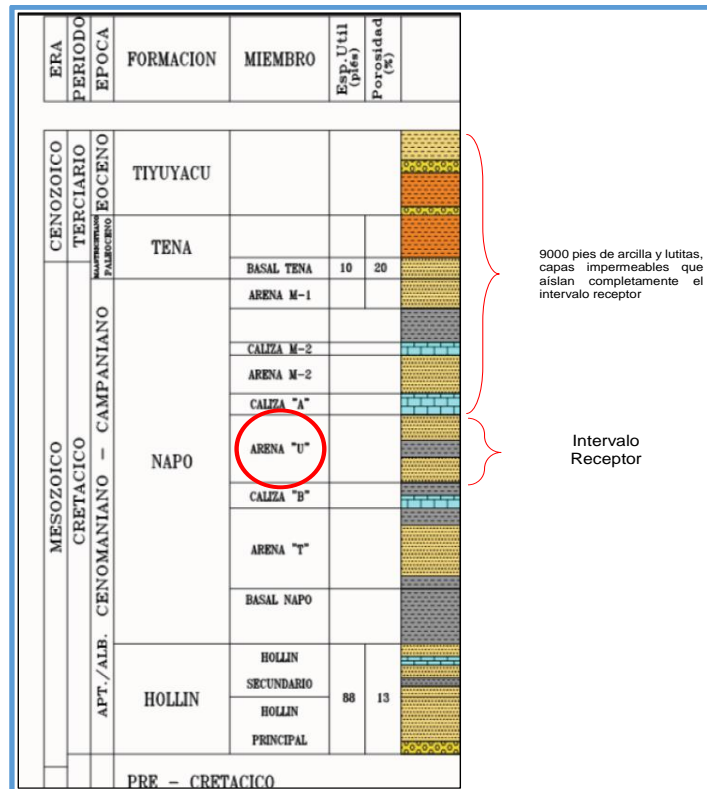 ERA
PERIODO
EPOCA
FORMACION
MIEMBRO
Esp.Util
(piés)
Porosidad
(%)
CENOZOICO
TERCIARIO
EOCENO
TIYUYACU
MAASTRICHTIANO
PALEOCENO
TENA
BASAL TENA
10
20
MESOZOICO
CRETACICO
CENOMANIANO – CAMPANIANO
NAPO
ARENA M-1
CALIZA M-2
ARENA M-2
CALIZA "A"
ARENA "U"
CALIZA "B"
ARENA "T"
BASAL NAPO
APT./ALB.
HOLLIN
HOLLIN
SECUNDARIO
HOLLIN
PRINCIPAL
88
13
PRE – CRETACICO
9000 pies de arcilla y lutitas,
capas impermeables que
aíslan completamente el
intervalo receptor
Intervalo
Receptor